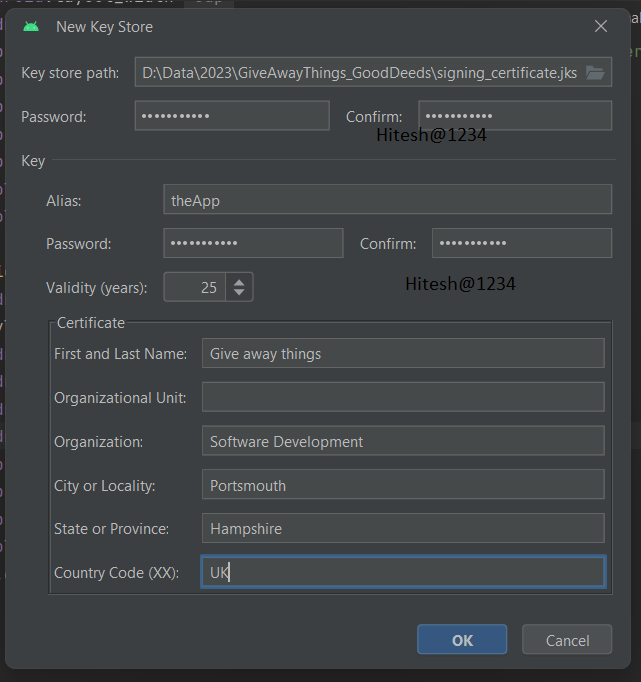 New Key Store
Key store path: D:\Data\2023\GiveAwayThings_GoodDeeds\signing_certificate.jks
Password: ••••••••••• Confirm: •••••••••••
Hitesh@1234
Key
Alias: theApp
Password: ••••••••••• Confirm: •••••••••••
Validity (years): 25
Hitesh@1234
Certificate
First and Last Name: Give away things
Organizational Unit:
Organization: Software Development
City or Locality: Portsmouth
State or Province: Hampshire
Country Code (XX): UK
OK Cancel